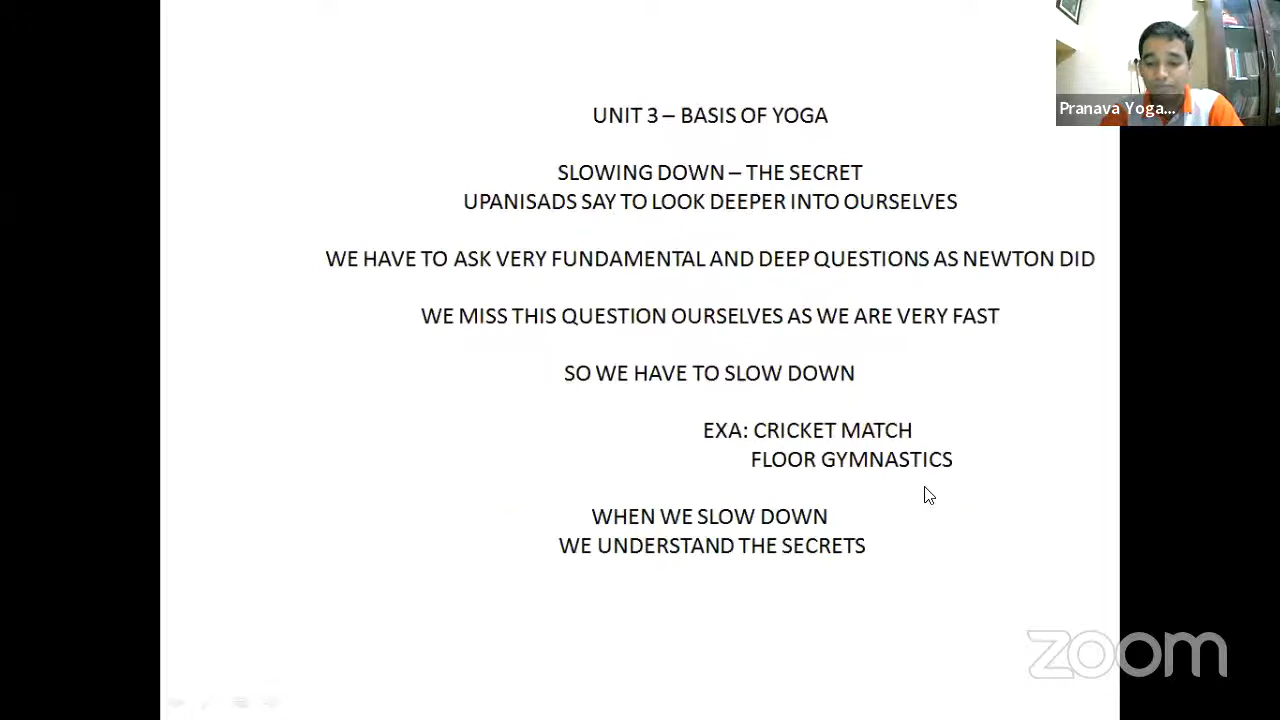 UNIT 3 – BASIS OF YOGA
SLOWING DOWN – THE SECRET
UPANISADS SAY TO LOOK DEEPER INTO OURSELVES
WE HAVE TO ASK VERY FUNDAMENTAL AND DEEP QUESTIONS AS NEWTON DID
WE MISS THIS QUESTION OURSELVES AS WE ARE VERY FAST
SO WE HAVE TO SLOW DOWN
EXA: CRICKET MATCH
FLOOR GYMNASTICS
WHEN WE SLOW DOWN
WE UNDERSTAND THE SECRETS
Pranava Yoga...
zoom